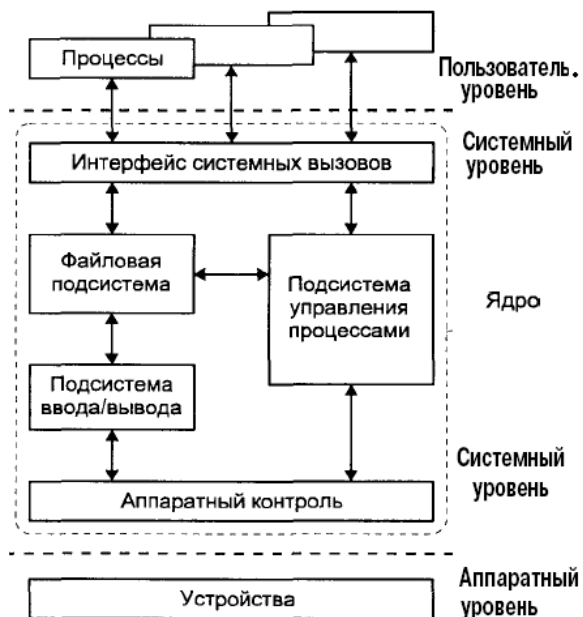 Процессы
Пользователь.
уровень
Интерфейс системных вызовов
Системный
уровень
Файловая
подсистема
Подсистема
управления
процессами
Ядро
Подсистема
ввода/вывода
Системный
уровень
Аппаратный контроль
Устройства
Аппаратный
уровень